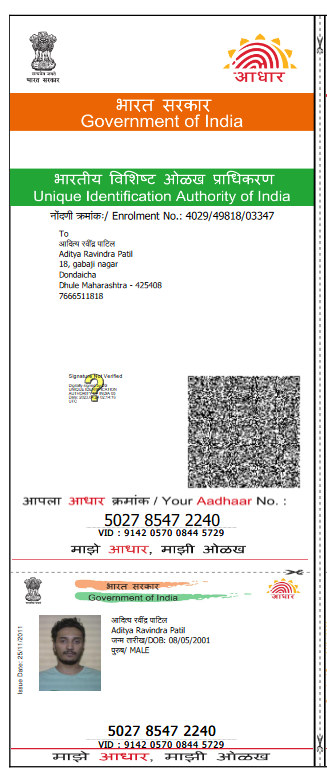 सत्यमेव जयते
भारत सरकार
आधार
भारत सरकार
Government of India
भारतीय विशिष्ट ओळख प्राधिकरण
Unique Identification Authority of India
नोंदणी क्रमांकः/ Enrolment No.: 4029/49818/03347
To
आदित्य रवींद्र पाटिल
Aditya Ravindra Patil
18, gabaji nagar
Dondaicha
Dhule Maharashtra - 425408
7666511818
Signature Not Verified
?
Digitally signed by DS
UNIQUE IDENTIFICATION
AUTHORITY OF INDIA 05
UTC
आपला आधार क्रमांक / Your Aadhaar No. :
5027 8547 2240
VID : 9142 0570 0844 5729
माझे आधार, माझी ओळख
भारत सरकार
Government of India
आधार
Issue Date: 25/11/2011
आदित्य रवींद्र पाटिल
Aditya Ravindra Patil
जन्म तारीख/DOB: 08/05/2001
पुरुष/ MALE
5027 8547 2240
VID : 9142 0570 0844 5729
माझे आधार, माझी ओळख